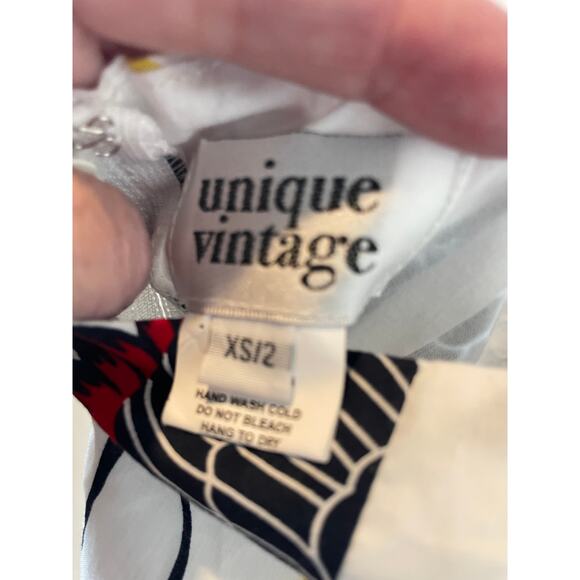 unique
vintage
XS/2
HAND WASH COLD
DO NOT BLEACH
HANG TO DRY